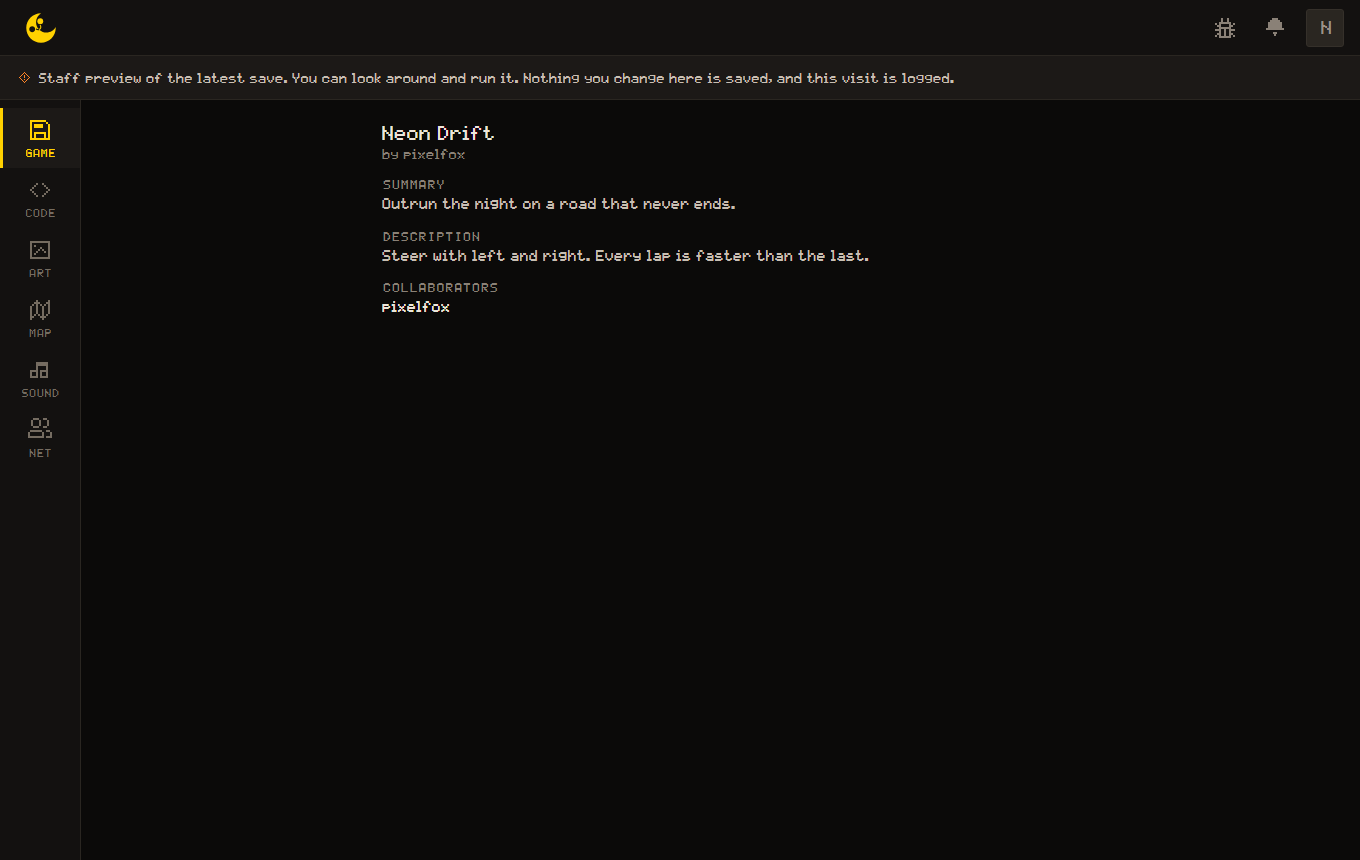 N
Staff preview of the latest save. You can look around and run it. Nothing you change here is saved, and this visit is logged.
GAME
CODE
ART
MAP
SOUND
NET
Neon Drift
by pixelfox
SUMMARY
Outrun the night on a road that never ends.
DESCRIPTION
Steer with left and right. Every lap is faster than the last.
COLLABORATORS
pixelfox